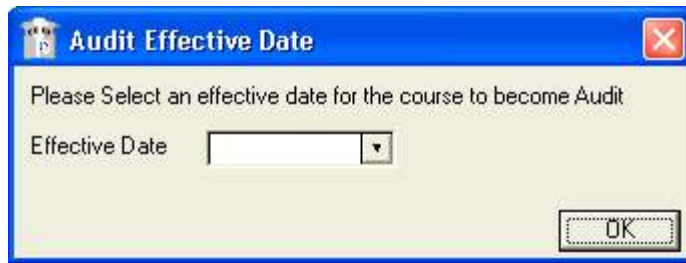 Audit Effective Date
Please Select an effective date for the course to become Audit
Effective Date
OK